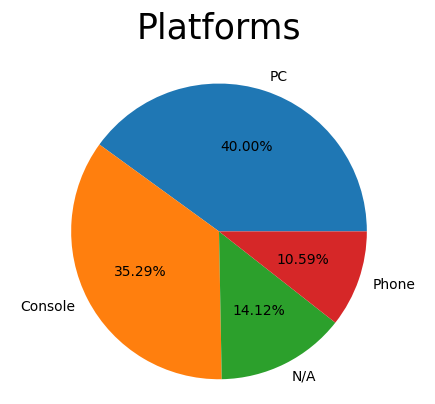 Platforms
PC
40.00%
35.29%
10.59%
Phone
Console
14.12%
N/A